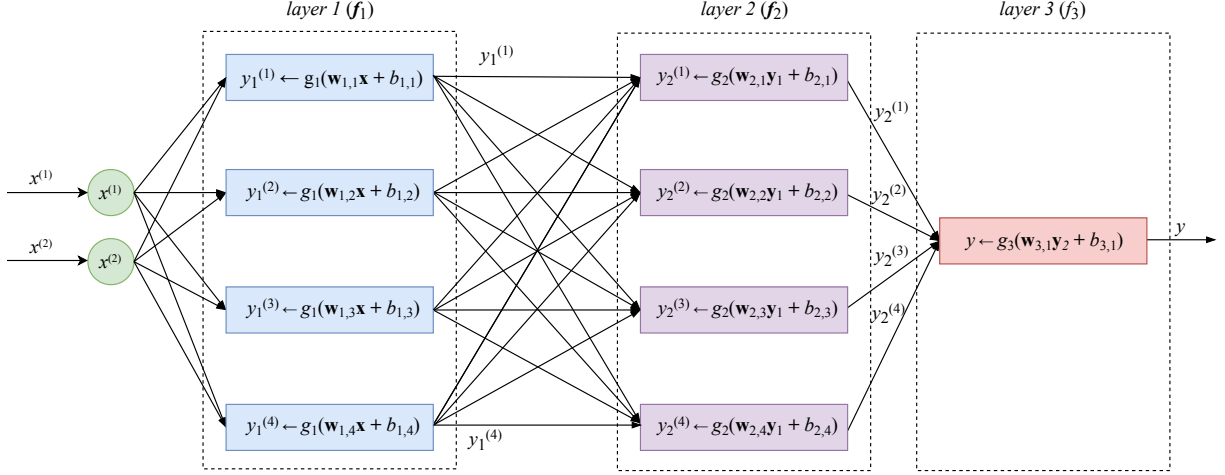 layer 1 (f₁)
layer 2 (f₂)
layer 3 (f₃)
y₁⁽¹⁾ ← g₁(w₁,₁x + b₁,₁)
y₁⁽¹⁾
y₂⁽¹⁾ ← g₂(w₂,₁y₁ + b₂,₁)
y₂⁽¹⁾
x⁽¹⁾
x⁽¹⁾
y₁⁽²⁾ ← g₁(w₁,₂x + b₁,₂)
y₂⁽²⁾ ← g₂(w₂,₂y₁ + b₂,₂)
y₂⁽²⁾
x⁽²⁾
x⁽²⁾
y ← g₃(w₃,₁y₂ + b₃,₁)
y
y₂⁽³⁾
y₁⁽³⁾ ← g₁(w₁,₃x + b₁,₃)
y₂⁽³⁾ ← g₂(w₂,₃y₁ + b₂,₃)
y₂⁽⁴⁾
y₁⁽⁴⁾ ← g₁(w₁,₄x + b₁,₄)
y₁⁽⁴⁾
y₂⁽⁴⁾ ← g₂(w₂,₄y₁ + b₂,₄)